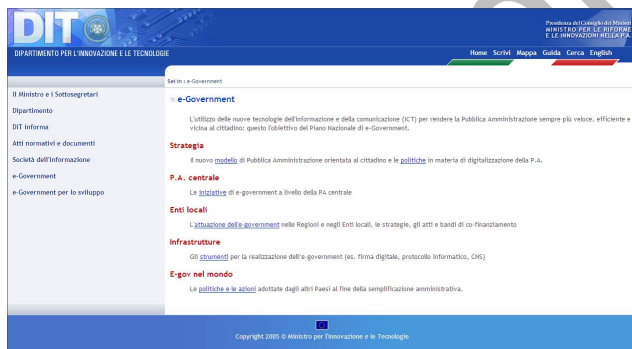 DIT
Presidenza del Consiglio dei Ministri
MINISTRO PER LE RIFORME
E LE INNOVAZIONI NELLA P.A.
DIPARTIMENTO PER L'INNOVAZIONE E LE TECNOLOGIE
Home Scrivi Mappa Guida Cerca English
Sei in : e-Government
Il Ministro e i Sottosegretari
Dipartimento
DIT informa
Atti normativi e documenti
Società dell'informazione
e-Government
e-Government per lo sviluppo
e-Government
L'utilizzo delle nuove tecnologie dell'informazione e della comunicazione (ICT) per rendere la Pubblica Amministrazione sempre più veloce, efficiente e
vicina al cittadino: questo l'obiettivo del Piano Nazionale di e-Government.
Strategia
Il nuovo modello di Pubblica Amministrazione orientata al cittadino e le politiche in materia di digitalizzazione della P.A.
P.A. centrale
Le iniziative di e-government a livello della PA centrale
Enti locali
L'attuazione dell'e-government nelle Regioni e negli Enti locali, le strategie, gli atti e bandi di co-finanziamento
Infrastrutture
Gli strumenti per la realizzazione dell'e-government (es. firma digitale, protocollo informatico, CMS)
E-gov nel mondo
Le politiche e le azioni adottate dagli altri Paesi al fine della semplificazione amministrativa.
Copyright 2005 © Ministro per l'Innovazione e le Tecnologie